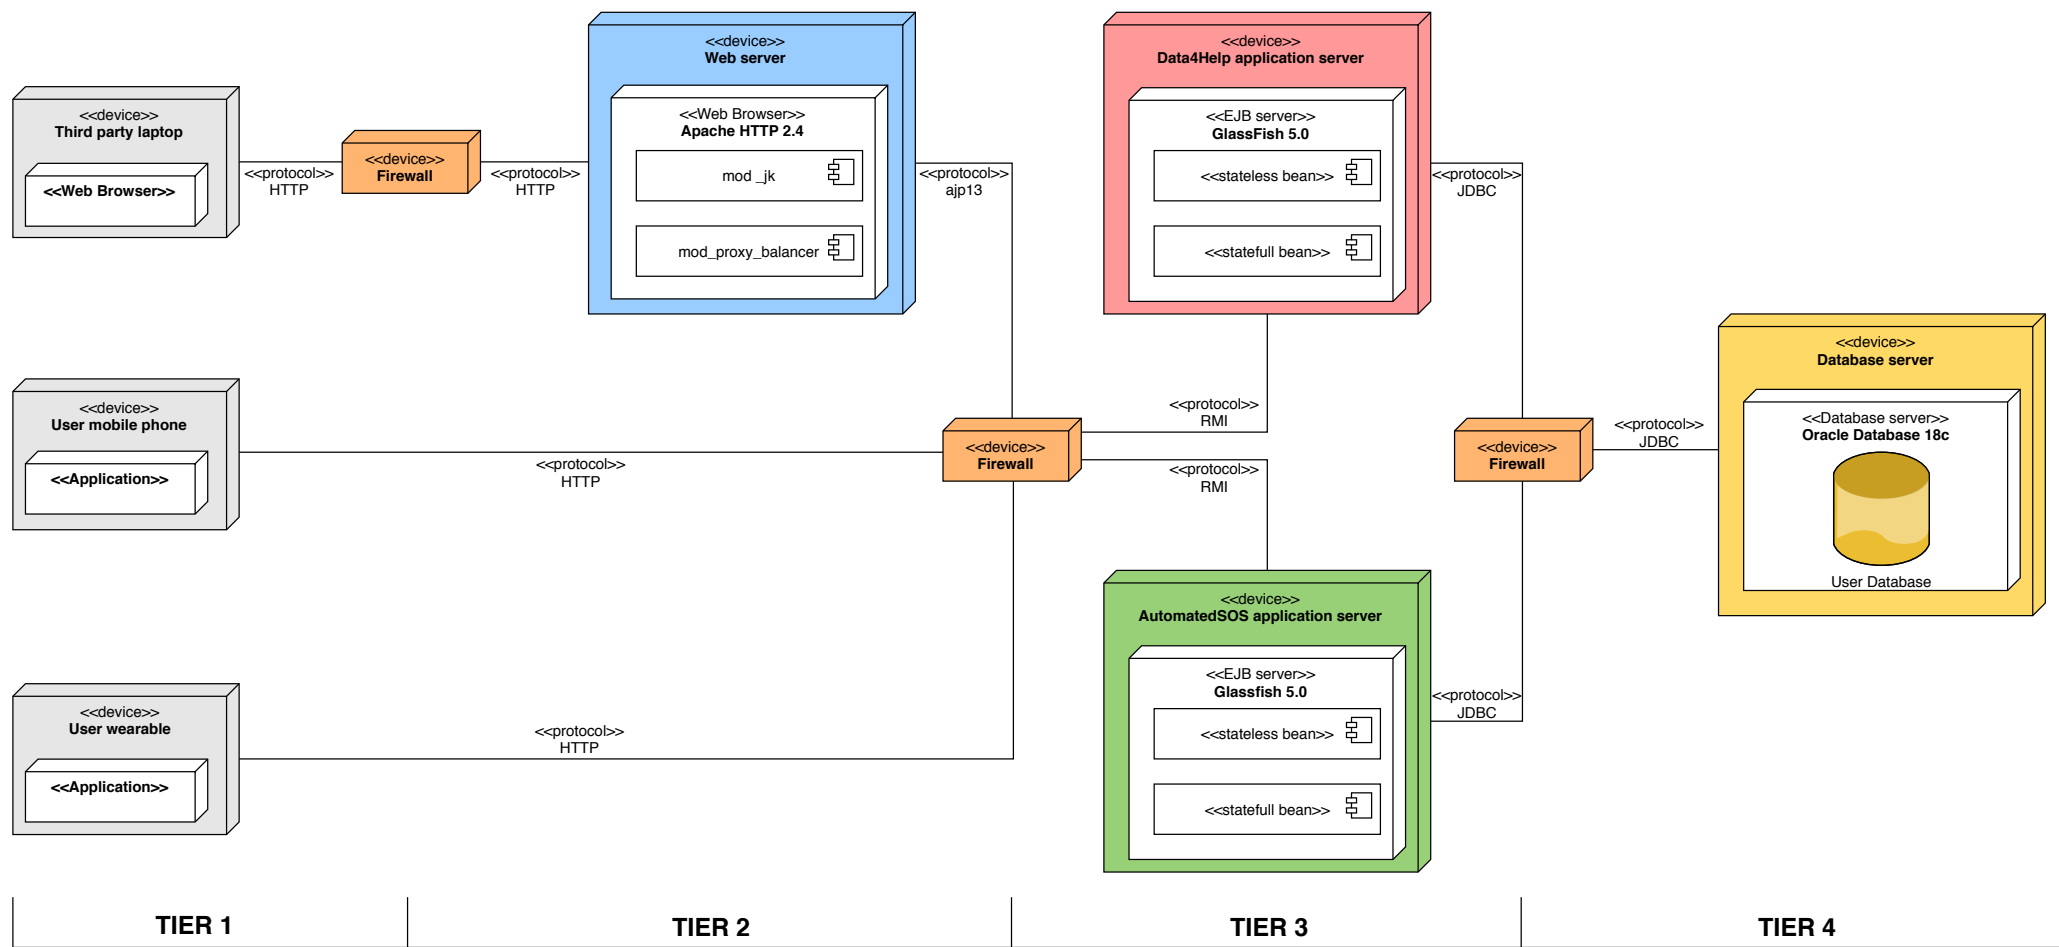 <<device>>
Third party laptop
<<Web Browser>>
<<protocol>>
HTTP
<<device>>
Firewall
<<protocol>>
HTTP
<<device>>
Web server
<<Web Browser>>
Apache HTTP 2.4
mod _jk
mod_proxy_balancer
<<protocol>>
ajp13
<<device>>
Data4Help application server
<<EJB server>>
GlassFish 5.0
<<stateless bean>>
<<statefull bean>>
<<protocol>>
JDBC
<<device>>
User mobile phone
<<Application>>
<<protocol>>
HTTP
<<device>>
Firewall
<<protocol>>
RMI
<<protocol>>
RMI
<<device>>
Firewall
<<protocol>>
JDBC
<<device>>
Database server
<<Database server>>
Oracle Database 18c
User Database
<<device>>
User wearable
<<Application>>
<<protocol>>
HTTP
<<device>>
AutomatedSOS application server
<<EJB server>>
Glassfish 5.0
<<stateless bean>>
<<statefull bean>>
<<protocol>>
JDBC
TIER 1
TIER 2
TIER 3
TIER 4